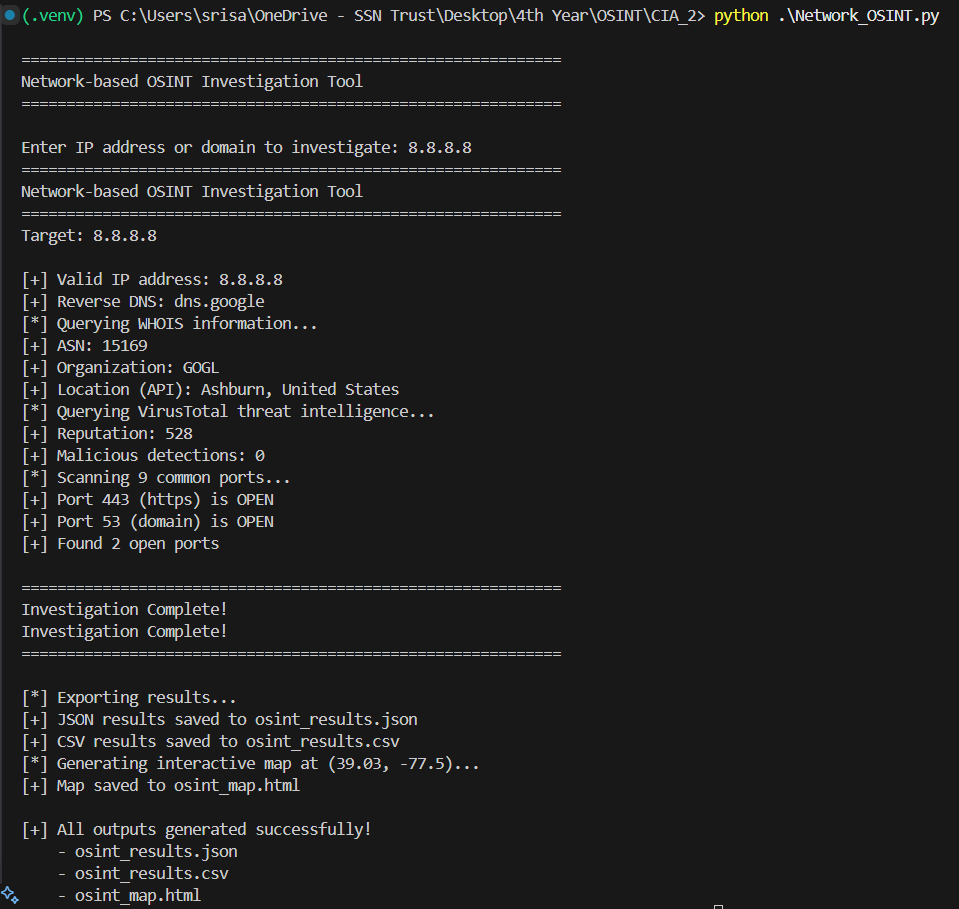 (.venv) PS C:\Users\srisa\OneDrive - SSN Trust\Desktop\4th Year\OSINT\CIA_2> python .\Network_OSINT.py
============================================================
Network-based OSINT Investigation Tool
============================================================
Enter IP address or domain to investigate: 8.8.8.8
============================================================
Network-based OSINT Investigation Tool
============================================================
Target: 8.8.8.8
[+] Valid IP address: 8.8.8.8
[+] Reverse DNS: dns.google
[*] Querying WHOIS information...
[+] ASN: 15169
[+] Organization: GOGL
[+] Location (API): Ashburn, United States
[*] Querying VirusTotal threat intelligence...
[+] Reputation: 528
[+] Malicious detections: 0
[*] Scanning 9 common ports...
[+] Port 443 (https) is OPEN
[+] Port 53 (domain) is OPEN
[+] Found 2 open ports
============================================================
Investigation Complete!
Investigation Complete!
============================================================
[*] Exporting results...
[+] JSON results saved to osint_results.json
[+] CSV results saved to osint_results.csv
[*] Generating interactive map at (39.03, -77.5)...
[+] Map saved to osint_map.html
[+] All outputs generated successfully!
- osint_results.json
- osint_results.csv
- osint_map.html